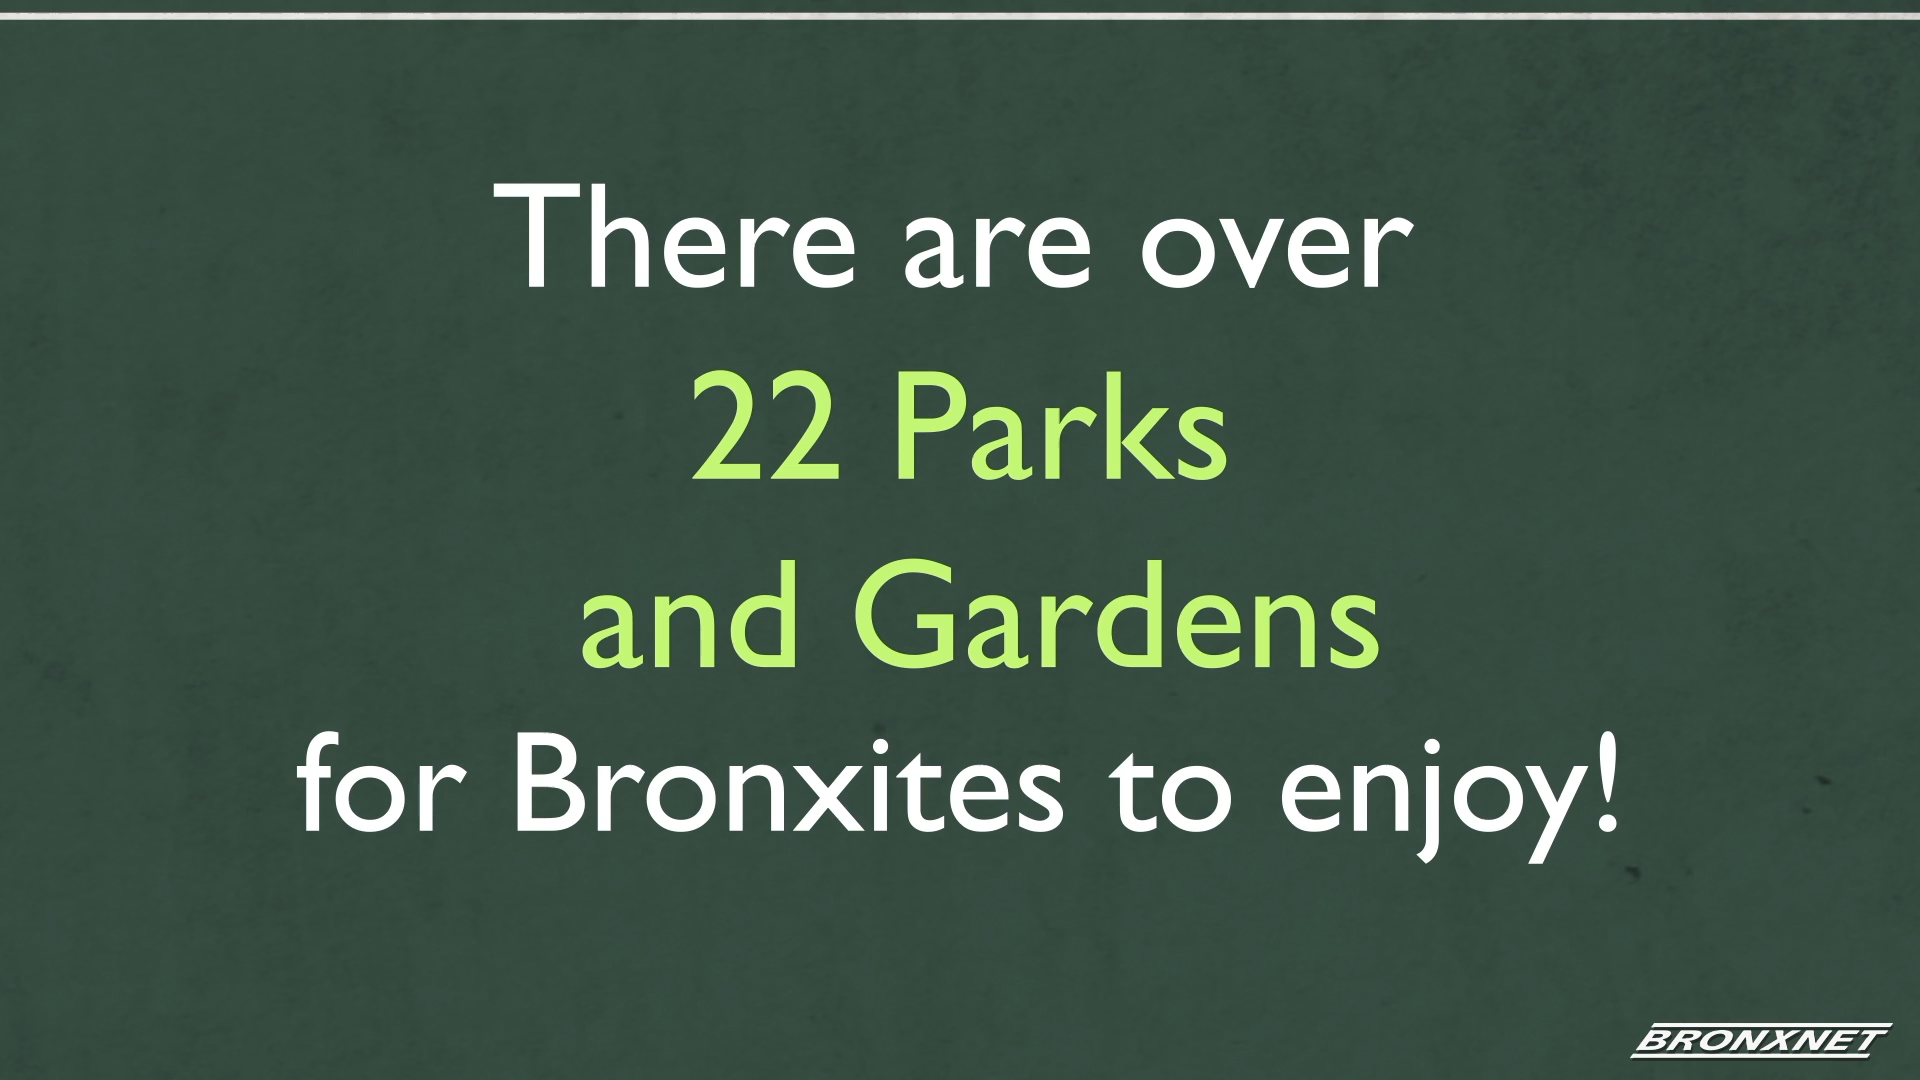 There are over
22 Parks
and Gardens
for Bronxites to enjoy!
BRONXNET